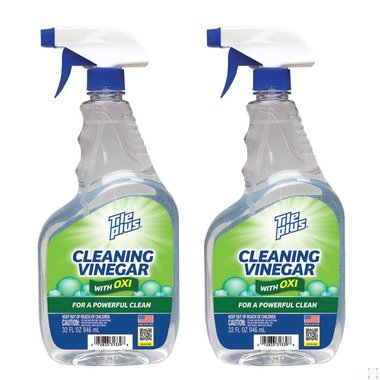 Tile
Plus
CLEANING
VINEGAR
WITH OXI
FOR A POWERFUL CLEAN
KEEP OUT OF REACH OF CHILDREN
CAUTION:
32 FL OZ 946 mL
Tile
Plus
CLEANING
VINEGAR
WITH OXI
FOR A POWERFUL CLEAN
KEEP OUT OF REACH OF CHILDREN
CAUTION:
32 FL OZ 946 mL